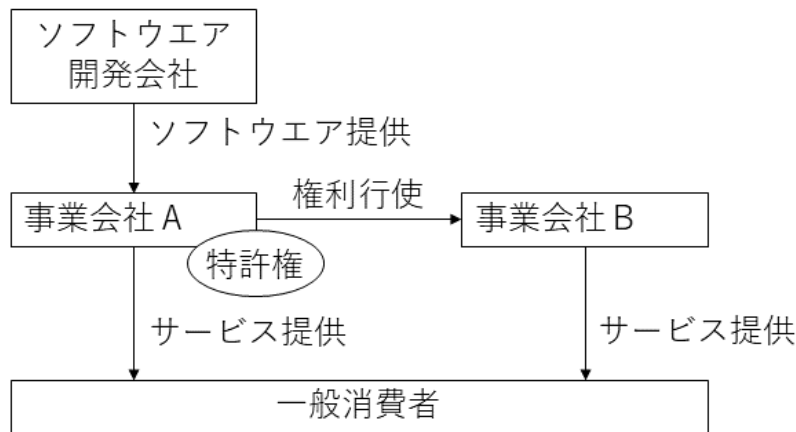 ソフトウエア
開発会社
ソフトウエア提供
権利行使
事業会社A
事業会社B
特許権
サービス提供
サービス提供
一般消費者